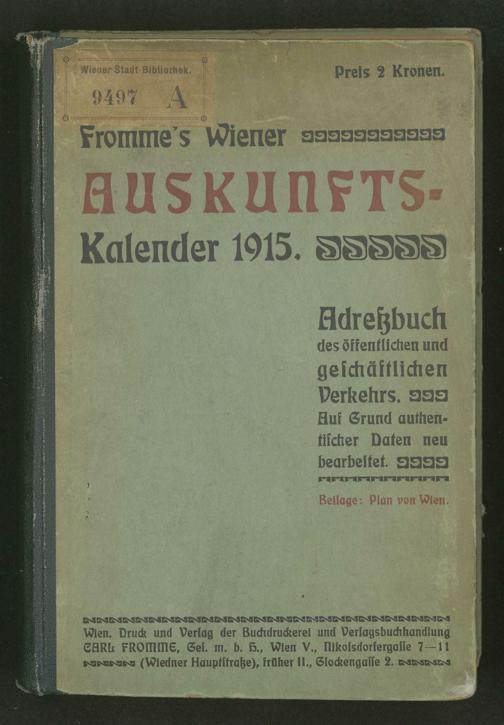 Wiener Stadt-Bibliothek.
9497 A
Preis 2 Kronen.
Fromme's Wiener
AUSKUNFTS-
Kalender 1915.
Adreßbuch
des öffentlichen und
geschäftlichen
Verkehrs.
Auf Grund authen-
tischer Daten neu
bearbeitet.
Beilage: Plan von Wien.
Wien. Druck und Verlag der Buchdruckerei und Verlagsbuchhandlung
CARL FROMME, Ges. m. b. H., Wien V., Nikolsdorfergasse 7—11
(Wiedner Hauptstraße), früher II., Glockengasse 2.